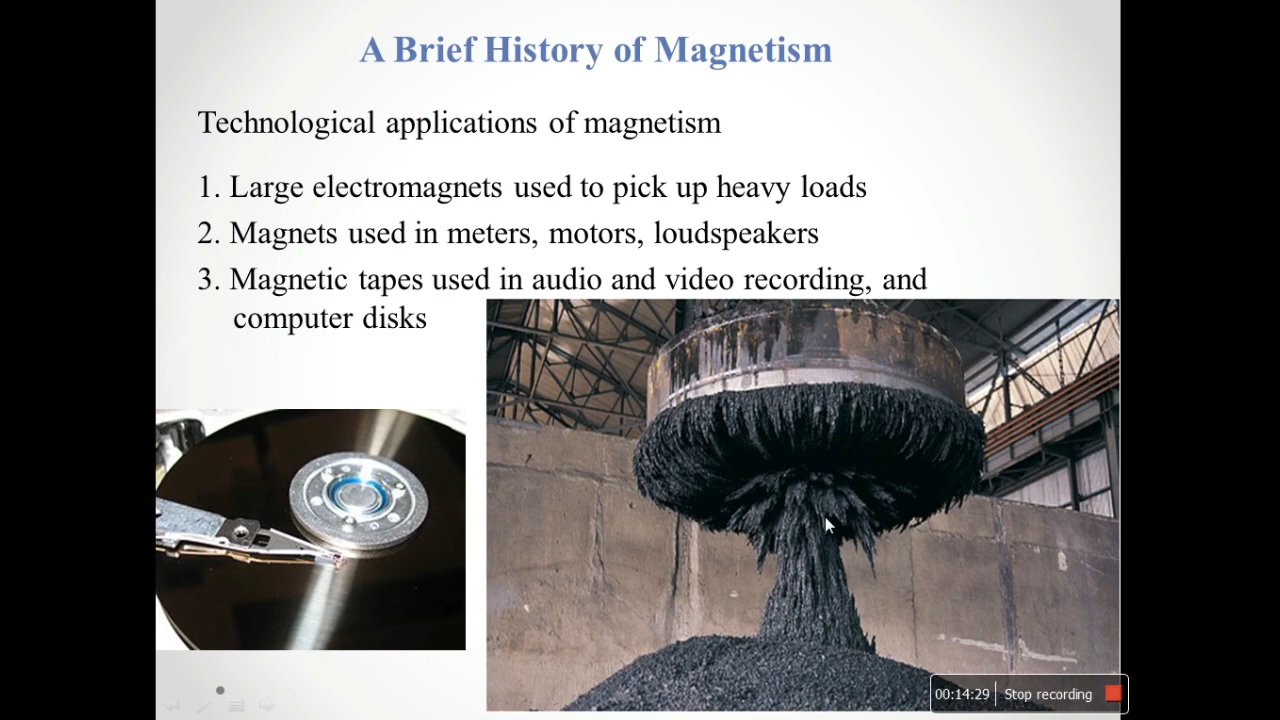 A Brief History of Magnetism
Technological applications of magnetism
1. Large electromagnets used to pick up heavy loads
2. Magnets used in meters, motors, loudspeakers
3. Magnetic tapes used in audio and video recording, and
computer disks
00:14:29 Stop recording